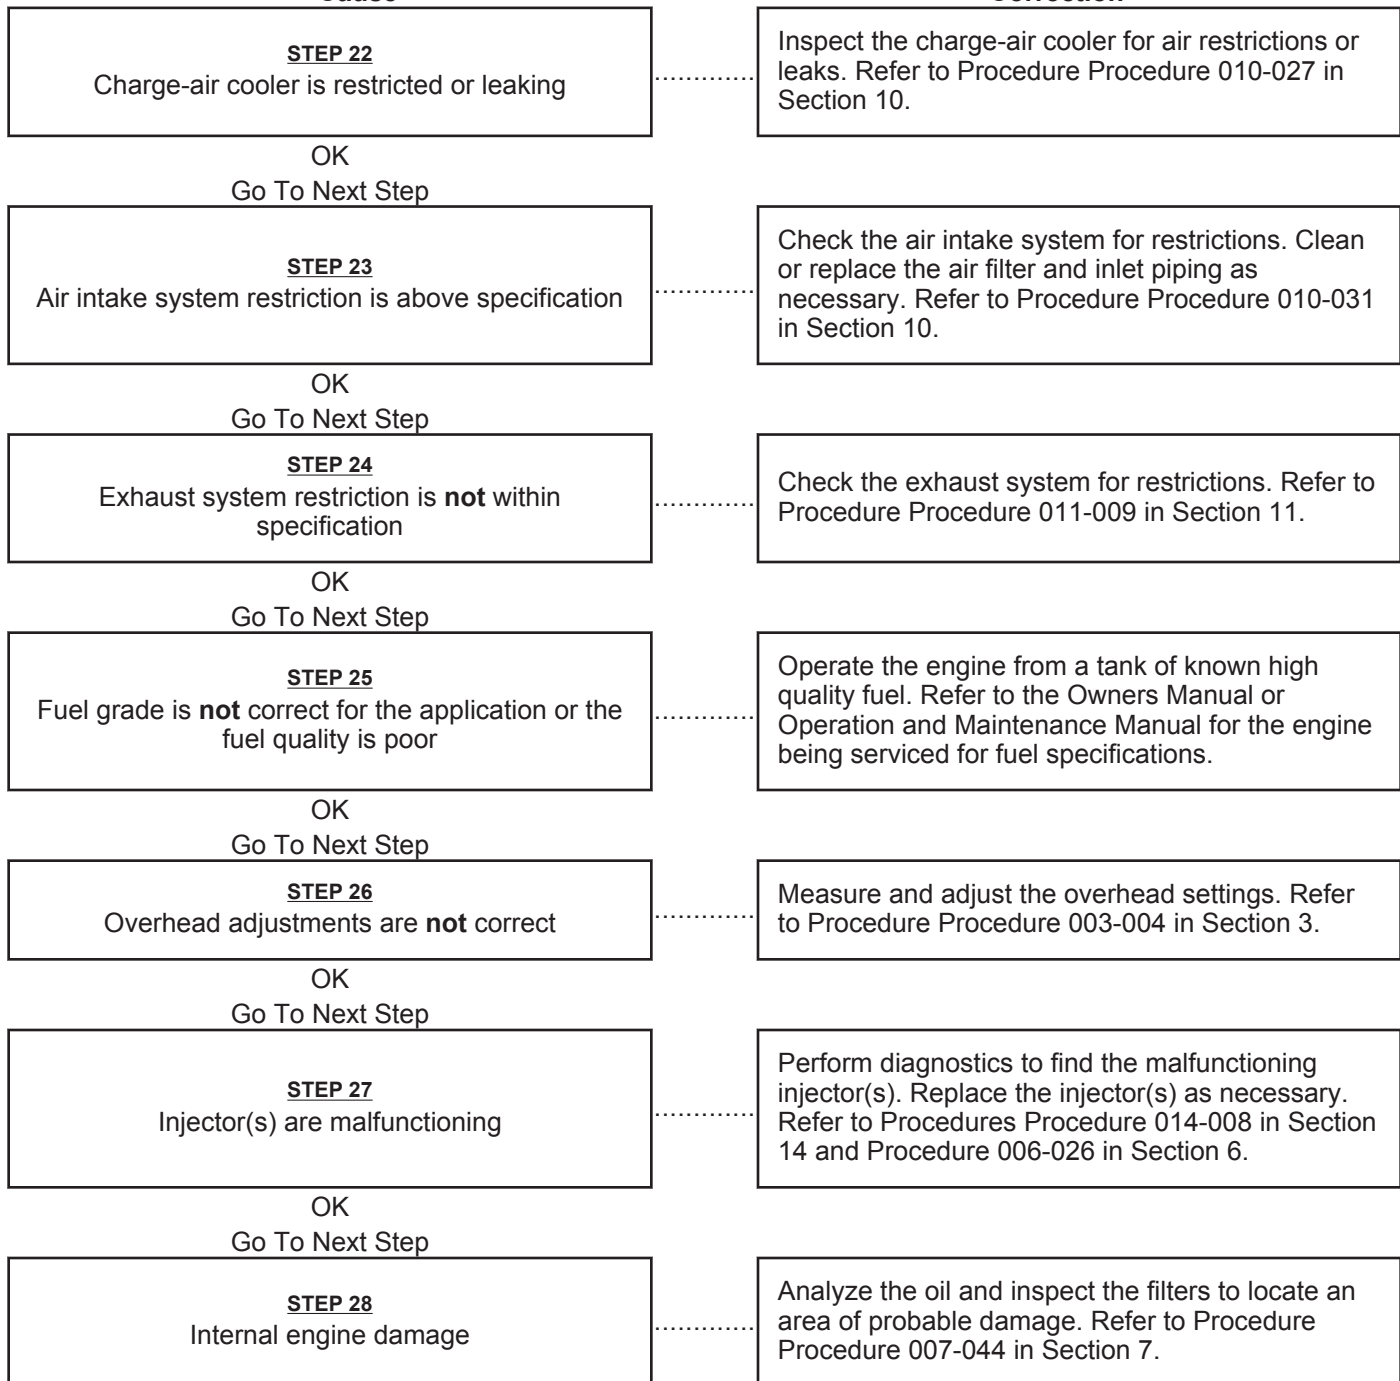 Cause Correction
STEP 22
Charge-air cooler is restricted or leaking
.............
Inspect the charge-air cooler for air restrictions or
leaks. Refer to Procedure Procedure 010-027 in
Section 10.
OK
Go To Next Step
STEP 23
Air intake system restriction is above specification
.............
Check the air intake system for restrictions. Clean
or replace the air filter and inlet piping as
necessary. Refer to Procedure Procedure 010-031
in Section 10.
OK
Go To Next Step
STEP 24
Exhaust system restriction is not within
specification
.............
Check the exhaust system for restrictions. Refer to
Procedure Procedure 011-009 in Section 11.
OK
Go To Next Step
STEP 25
Fuel grade is not correct for the application or the
fuel quality is poor
.............
Operate the engine from a tank of known high
quality fuel. Refer to the Owners Manual or
Operation and Maintenance Manual for the engine
being serviced for fuel specifications.
OK
Go To Next Step
STEP 26
Overhead adjustments are not correct
.............
Measure and adjust the overhead settings. Refer
to Procedure Procedure 003-004 in Section 3.
OK
Go To Next Step
STEP 27
Injector(s) are malfunctioning
.............
Perform diagnostics to find the malfunctioning
injector(s). Replace the injector(s) as necessary.
Refer to Procedures Procedure 014-008 in Section
14 and Procedure 006-026 in Section 6.
OK
Go To Next Step
STEP 28
Internal engine damage
.............
Analyze the oil and inspect the filters to locate an
area of probable damage. Refer to Procedure
Procedure 007-044 in Section 7.